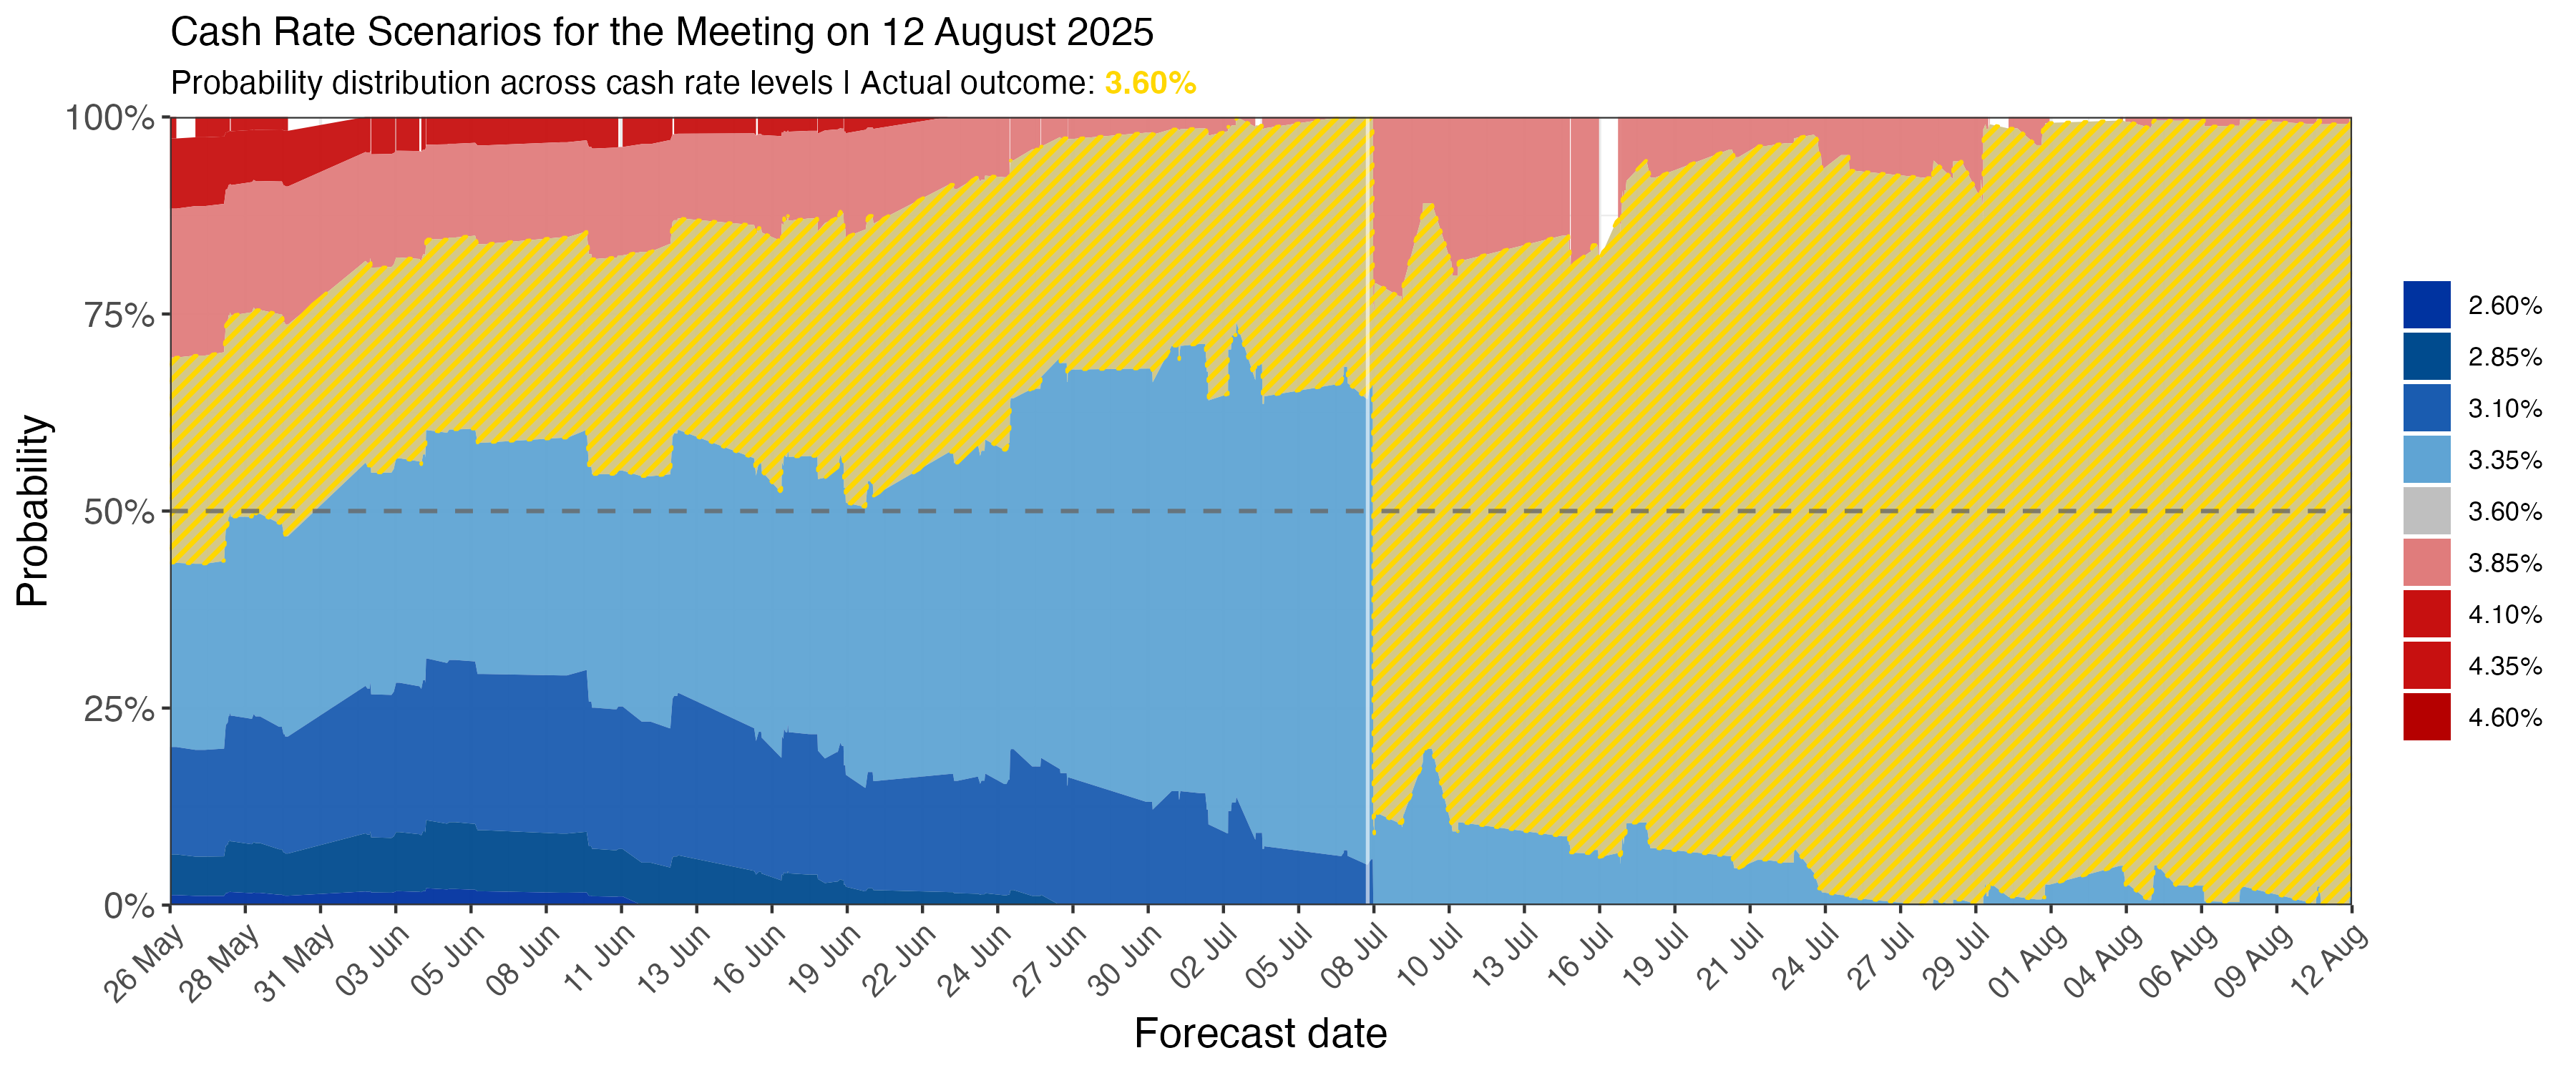 Cash Rate Scenarios for the Meeting on 12 August 2025
Probability distribution across cash rate levels | Actual outcome: 3.60%
100%
75%
50%
25%
0%
Probability
26 May
28 May
31 May
03 Jun
05 Jun
08 Jun
11 Jun
13 Jun
16 Jun
19 Jun
22 Jun
24 Jun
27 Jun
30 Jun
02 Jul
05 Jul
08 Jul
10 Jul
13 Jul
16 Jul
19 Jul
21 Jul
24 Jul
27 Jul
29 Jul
01 Aug
04 Aug
06 Aug
09 Aug
12 Aug
Forecast date
2.60%
2.85%
3.10%
3.35%
3.60%
3.85%
4.10%
4.35%
4.60%